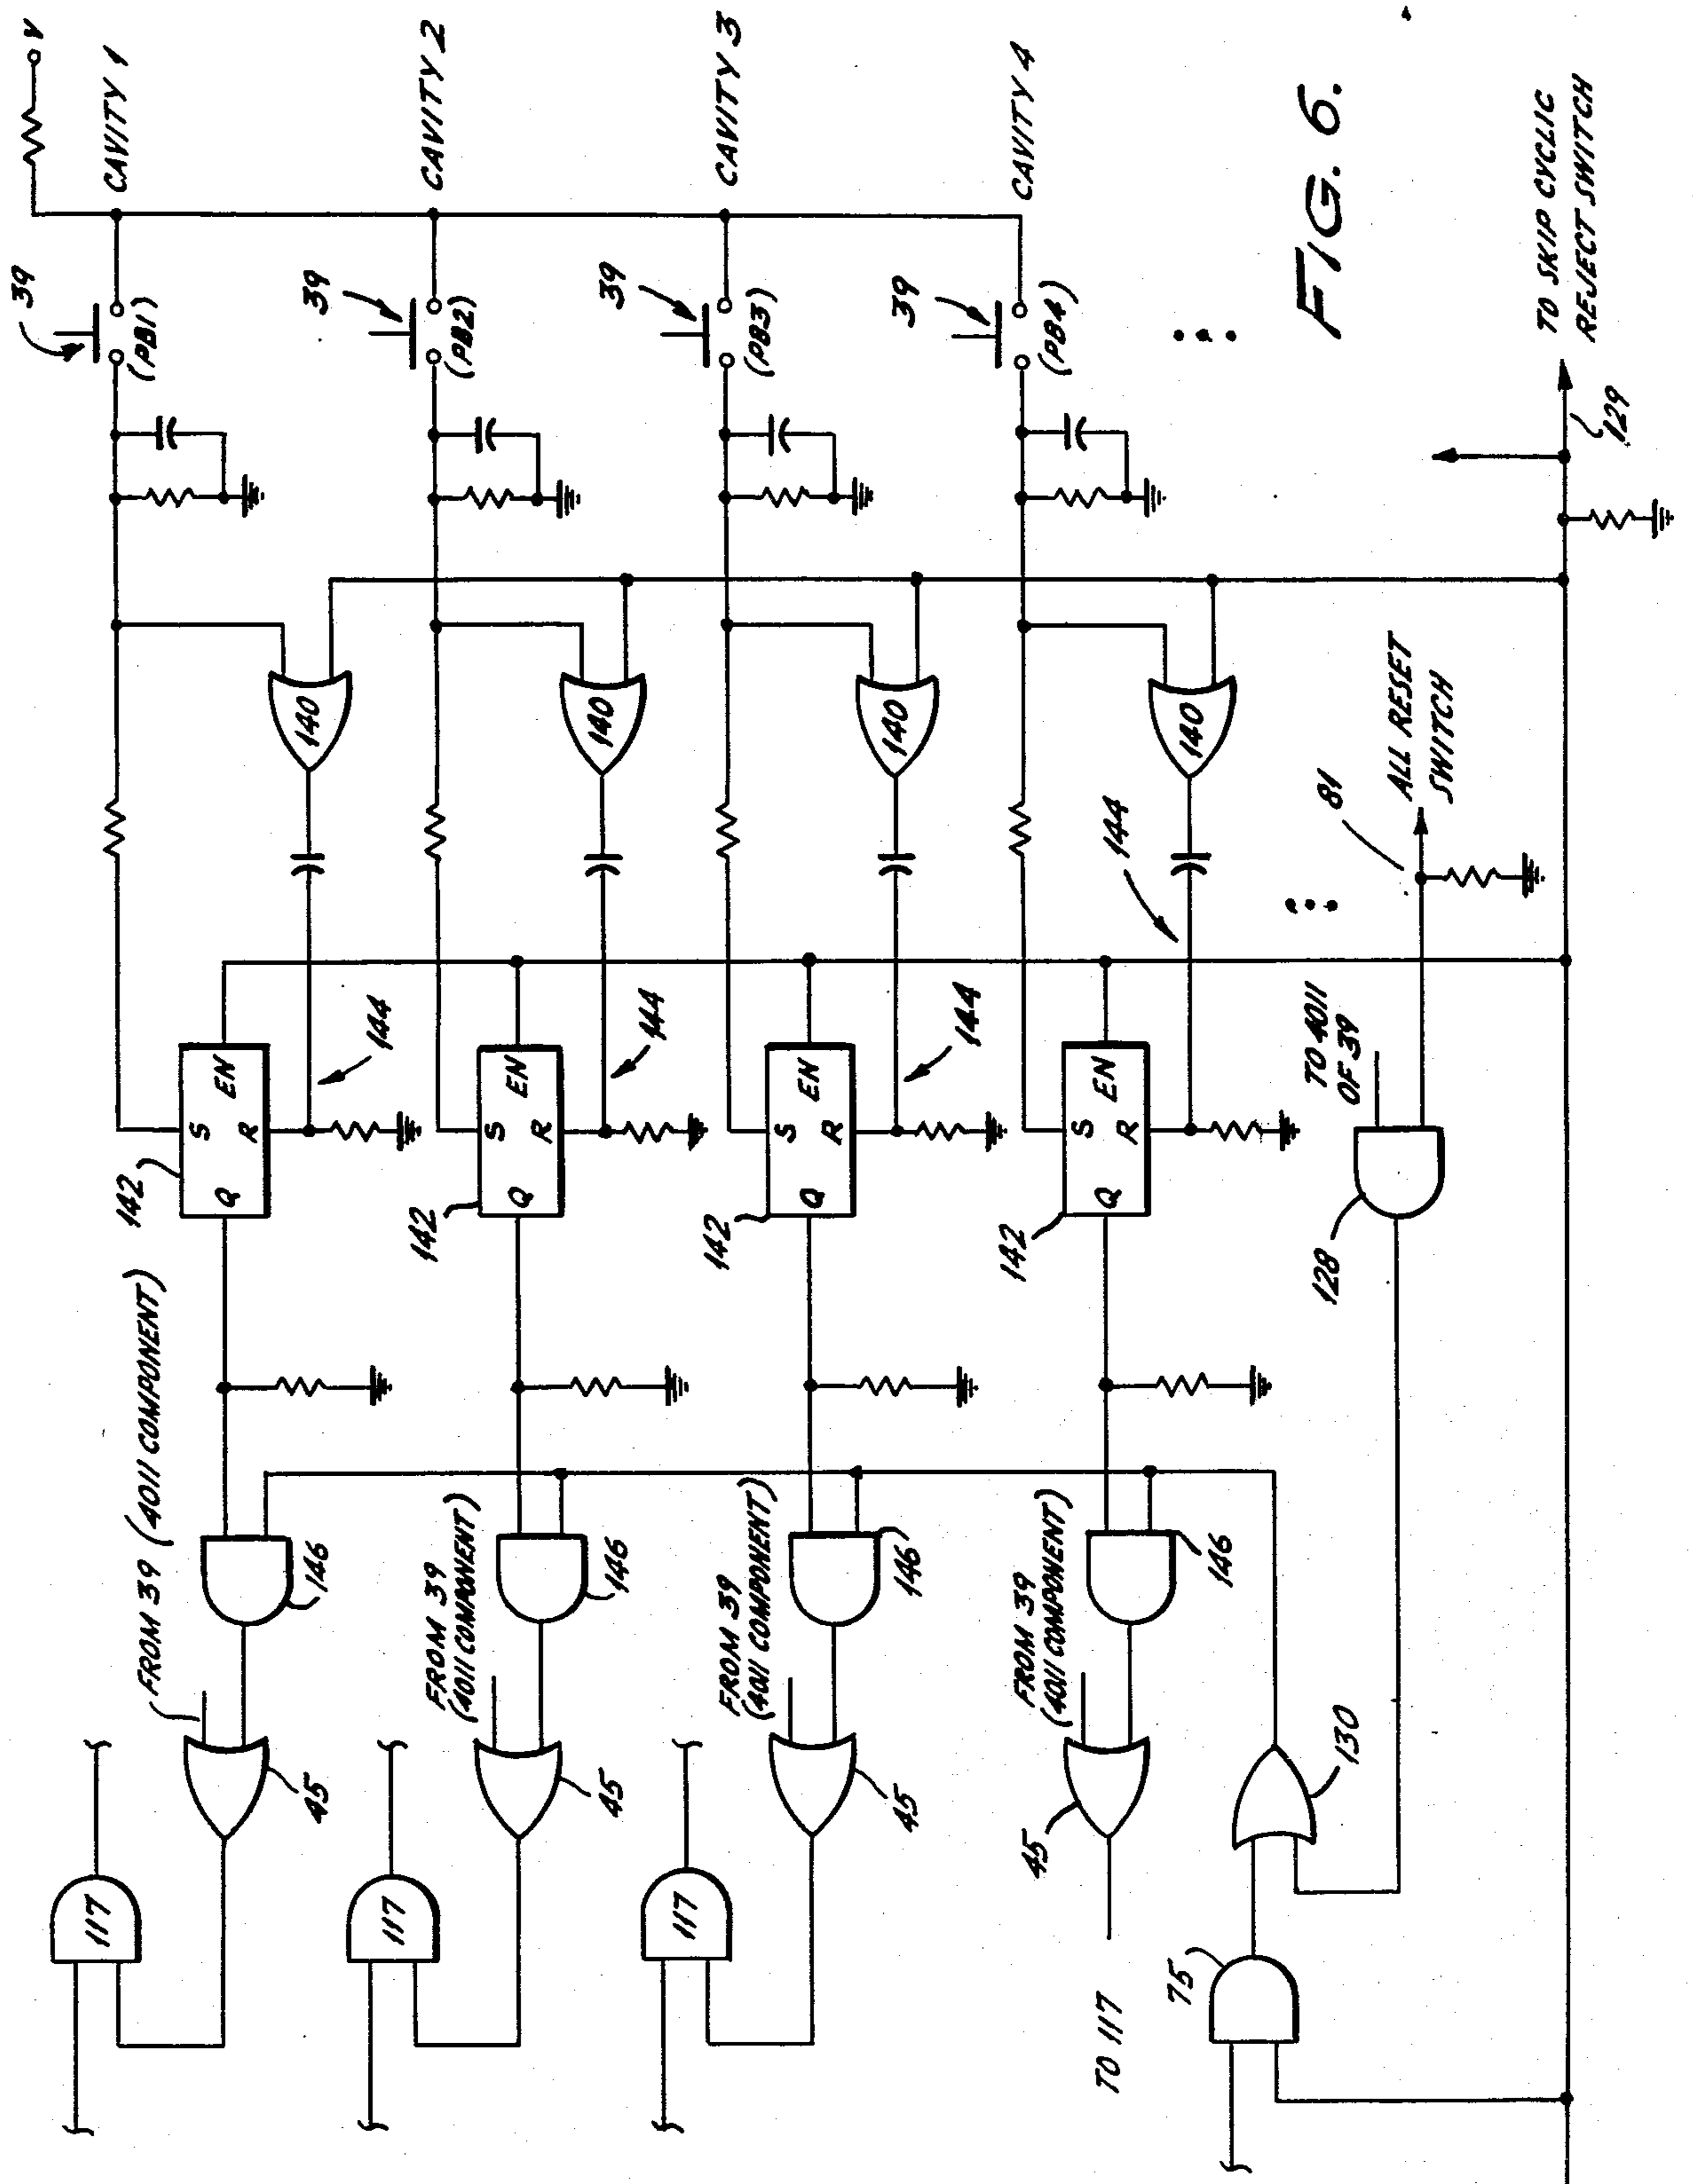 V
39
CAVITY 1
(PB1)
39
CAVITY 2
(PB2)
39
CAVITY 3
(PB3)
39
CAVITY 4
(PB4)
FIG. 6.
140
140
140
140
144
144
144
144
142
S
EN
R
Q
142
S
EN
R
Q
142
S
EN
R
Q
142
S
EN
R
Q
81
ALL RESET
SWITCH
TO SKIP CYCLIC
REJECT SWITCH
129
TO 4011
OF 39
128
FROM 39 (4011 COMPONENT)
146
45
117
FROM 39
(4011 COMPONENT)
146
45
117
FROM 39
(4011 COMPONENT)
146
45
117
FROM 39
(4011 COMPONENT)
146
45
TO 117
130
75